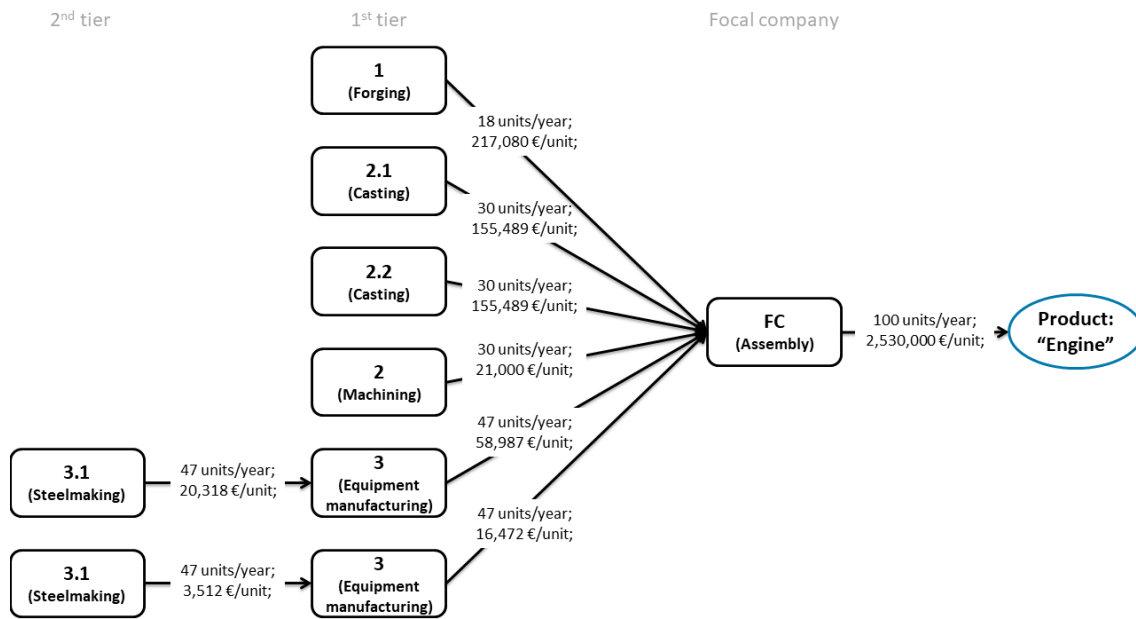 2nd tier
1st tier
Focal company
1
(Forging)
18 units/year;
217,080 €/unit;
2.1
(Casting)
30 units/year;
155,489 €/unit;
2.2
(Casting)
30 units/year;
155,489 €/unit;
FC
(Assembly)
100 units/year;
2,530,000 €/unit;
Product:
“Engine”
2
(Machining)
30 units/year;
21,000 €/unit;
47 units/year;
58,987 €/unit;
3.1
(Steelmaking)
47 units/year;
20,318 €/unit;
3
(Equipment
manufacturing)
47 units/year;
16,472 €/unit;
3.1
(Steelmaking)
47 units/year;
3,512 €/unit;
3
(Equipment
manufacturing)